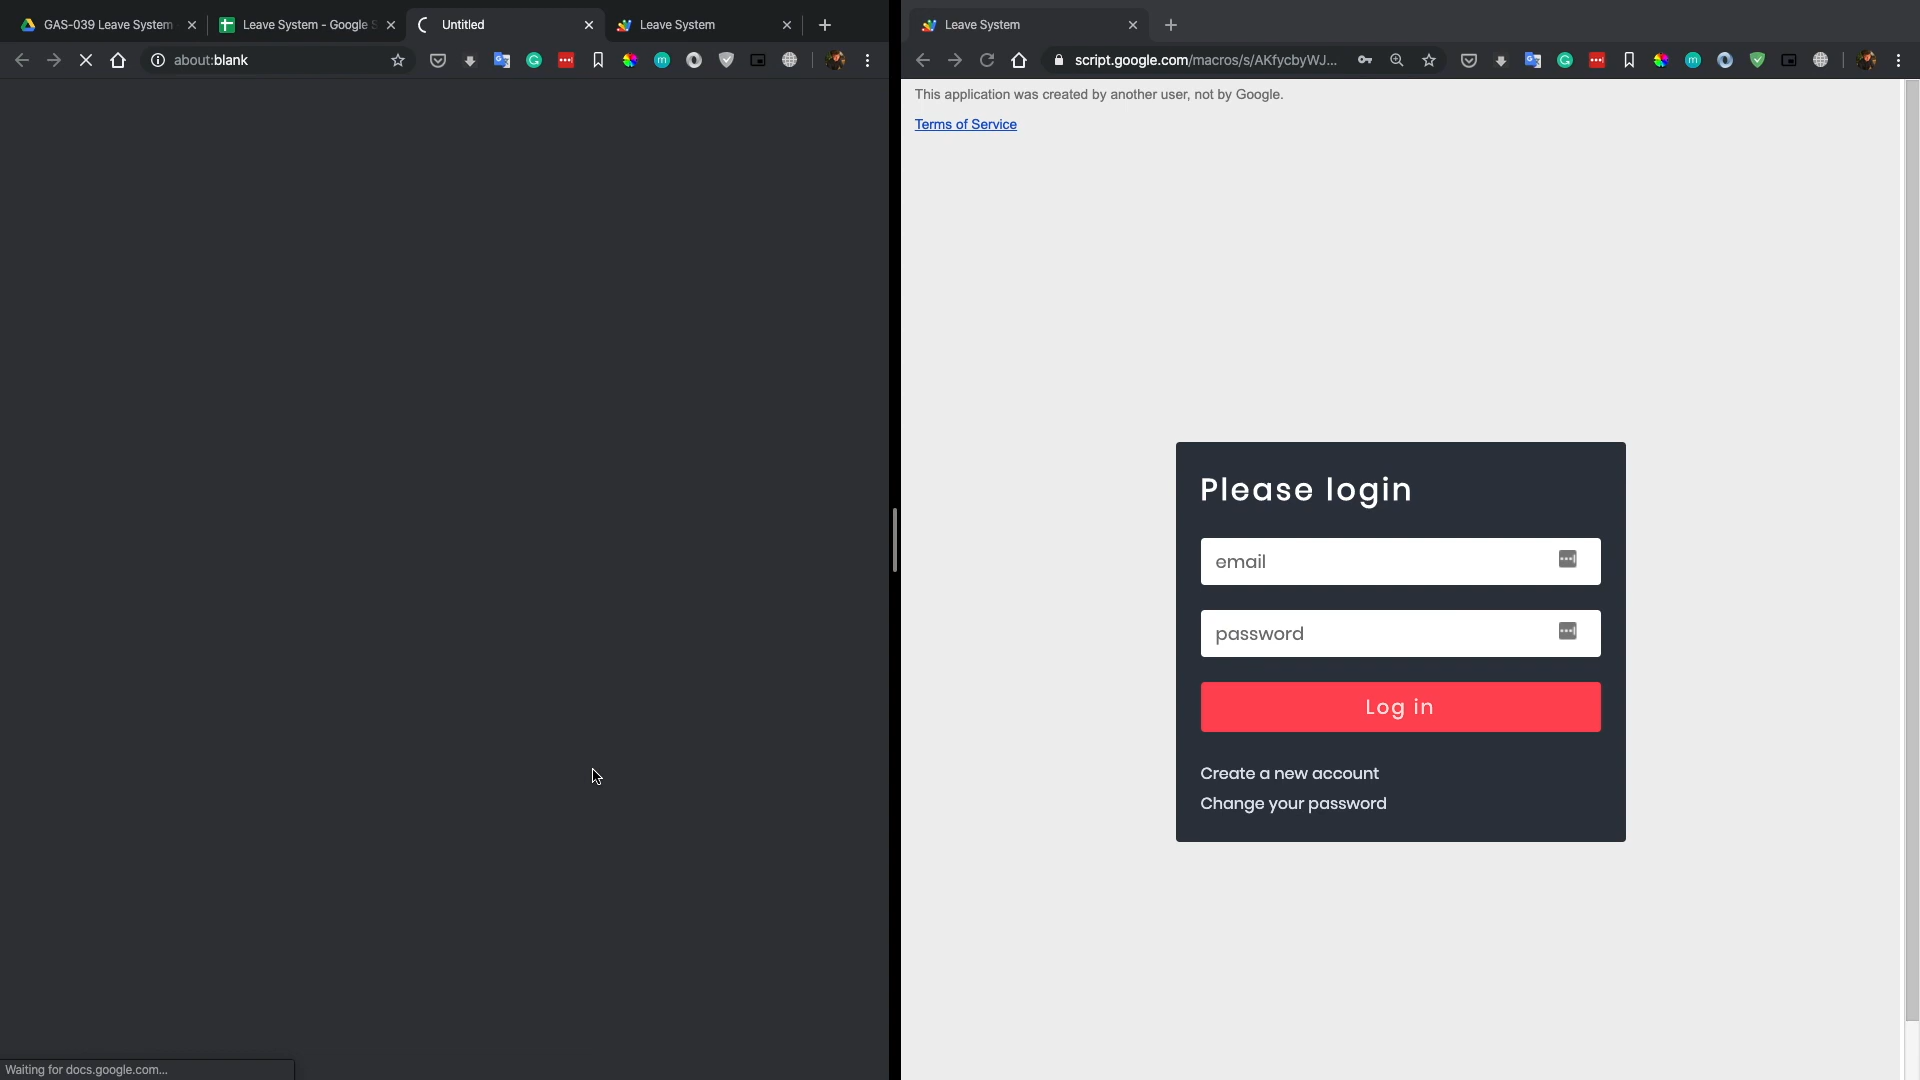 GAS-039 Leave System
Leave System - Google S
Untitled
Leave System
about:blank
Waiting for docs.google.com...
Leave System
script.google.com/macros/s/AKfycbyWJ...
This application was created by another user, not by Google.
Terms of Service
Please login
email
password
Log in
Create a new account
Change your password